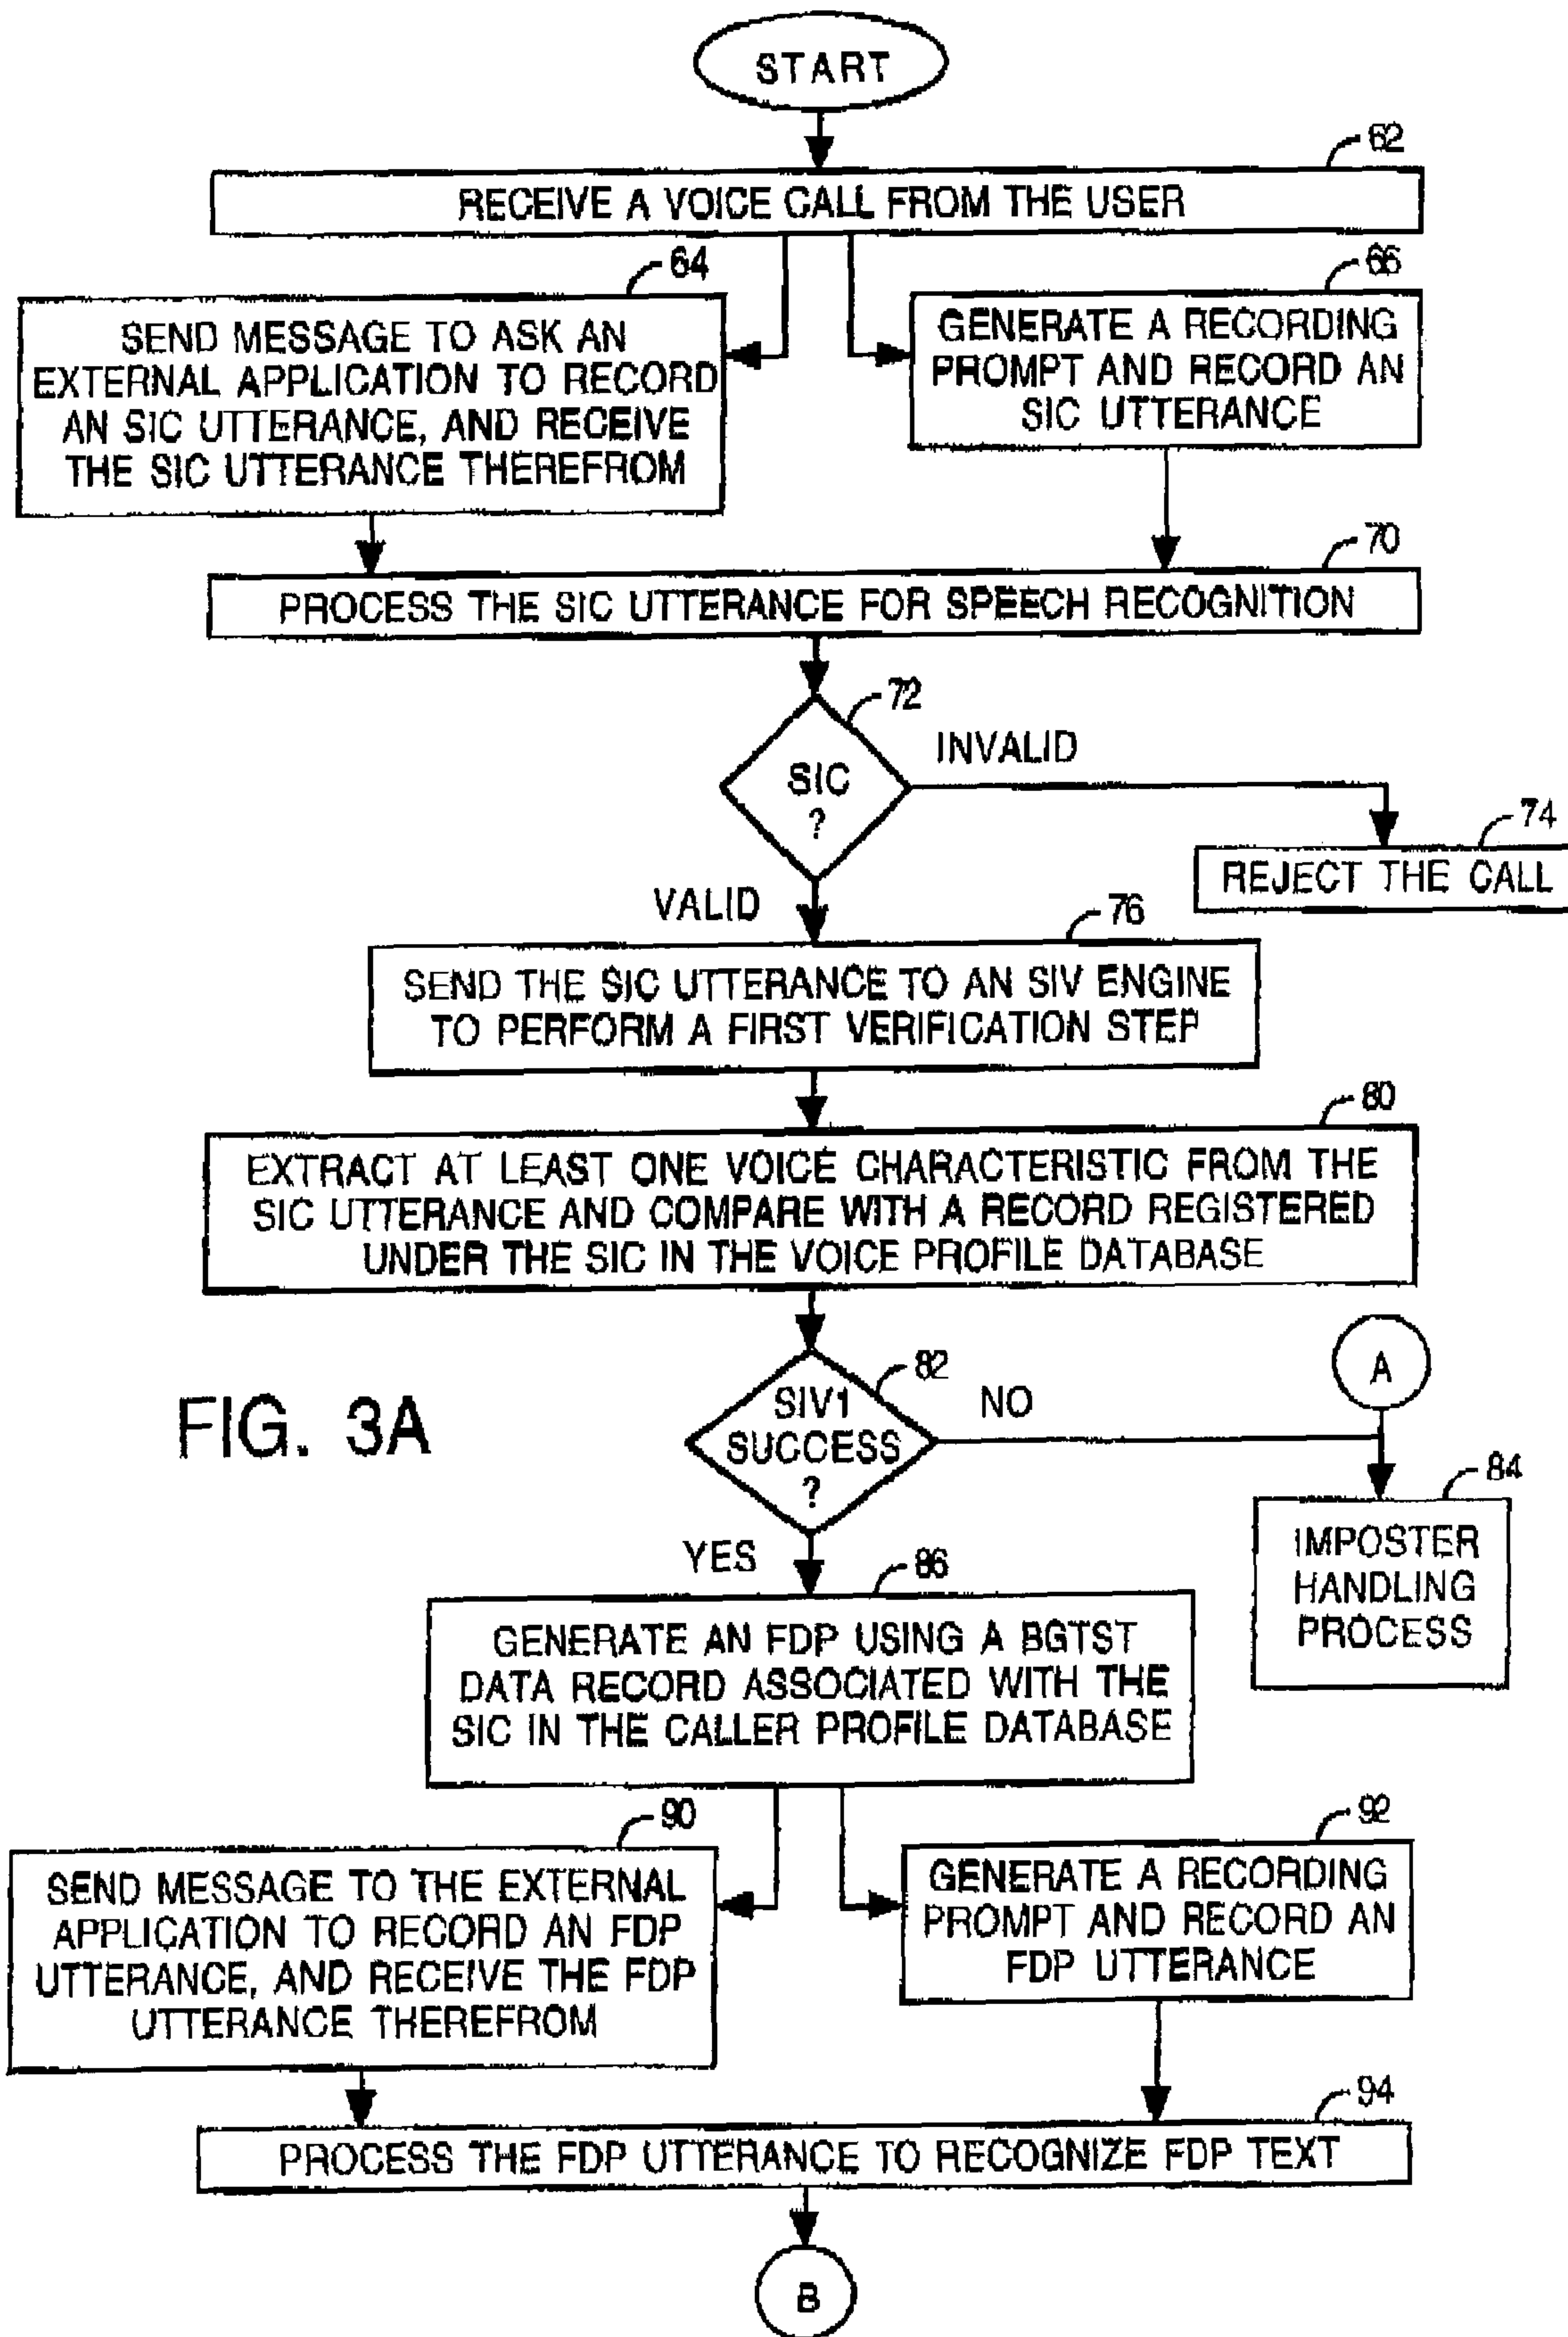 START
62
RECEIVE A VOICE CALL FROM THE USER
64
SEND MESSAGE TO ASK AN
EXTERNAL APPLICATION TO RECORD
AN SIC UTTERANCE, AND RECEIVE
THE SIC UTTERANCE THEREFROM
66
GENERATE A RECORDING
PROMPT AND RECORD AN
SIC UTTERANCE
70
PROCESS THE SIC UTTERANCE FOR SPEECH RECOGNITION
72
SIC
?
INVALID
74
REJECT THE CALL
VALID
76
SEND THE SIC UTTERANCE TO AN SIV ENGINE
TO PERFORM A FIRST VERIFICATION STEP
80
EXTRACT AT LEAST ONE VOICE CHARACTERISTIC FROM THE
SIC UTTERANCE AND COMPARE WITH A RECORD REGISTERED
UNDER THE SIC IN THE VOICE PROFILE DATABASE
FIG. 3A
82
SIV1
SUCCESS
?
NO
A
84
IMPOSTER
HANDLING
PROCESS
YES
86
GENERATE AN FDP USING A BGTST
DATA RECORD ASSOCIATED WITH THE
SIC IN THE CALLER PROFILE DATABASE
90
SEND MESSAGE TO THE EXTERNAL
APPLICATION TO RECORD AN FDP
UTTERANCE, AND RECEIVE THE FDP
UTTERANCE THEREFROM
92
GENERATE A RECORDING
PROMPT AND RECORD AN
FDP UTTERANCE
94
PROCESS THE FDP UTTERANCE TO RECOGNIZE FDP TEXT
B